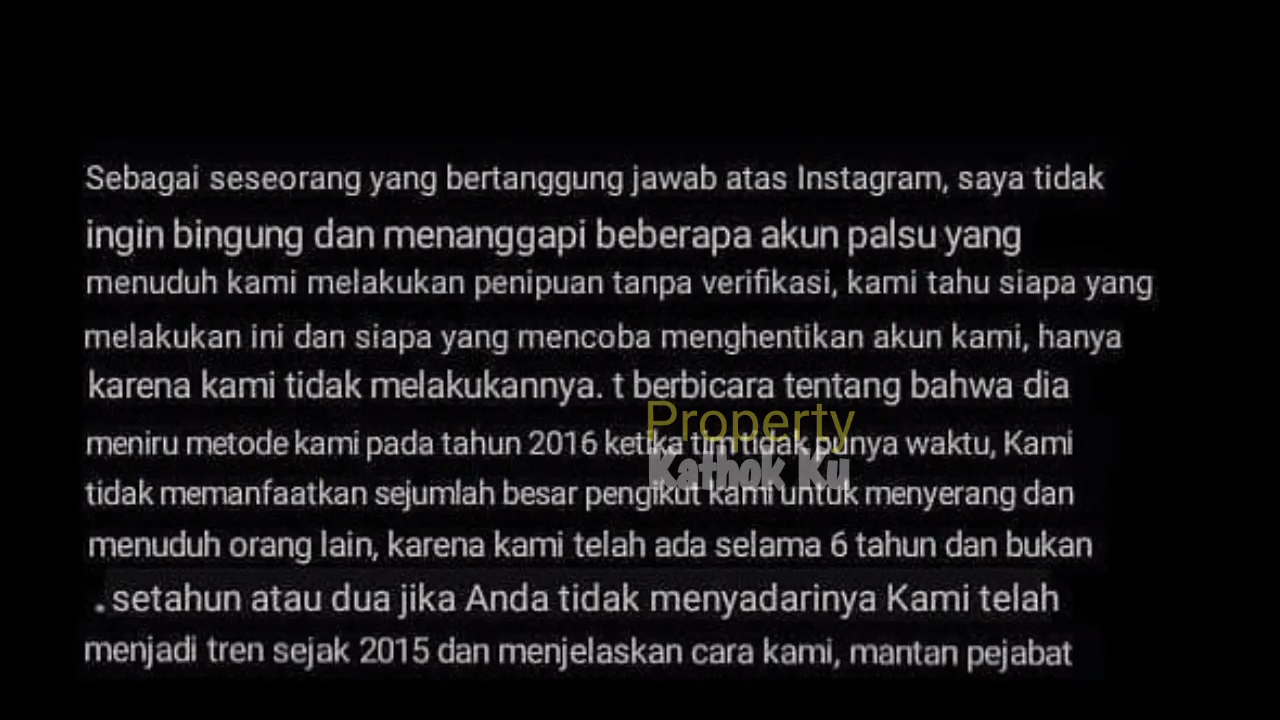 Sebagai seseorang yang bertanggung jawab atas Instagram, saya tidak
ingin bingung dan menanggapi beberapa akun palsu yang
menuduh kami melakukan penipuan tanpa verifikasi, kami tahu siapa yang
melakukan ini dan siapa yang mencoba menghentikan akun kami, hanya
karena kami tidak melakukannya. t berbicara tentang bahwa dia
Property
meniru metode kami pada tahun 2016 ketika tim tidak punya waktu, Kami
Kathok Ku
tidak memanfaatkan sejumlah besar pengikut kami untuk menyerang dan
menuduh orang lain, karena kami telah ada selama 6 tahun dan bukan
. setahun atau dua jika Anda tidak menyadarinya Kami telah
menjadi tren sejak 2015 dan menjelaskan cara kami, mantan pejabat